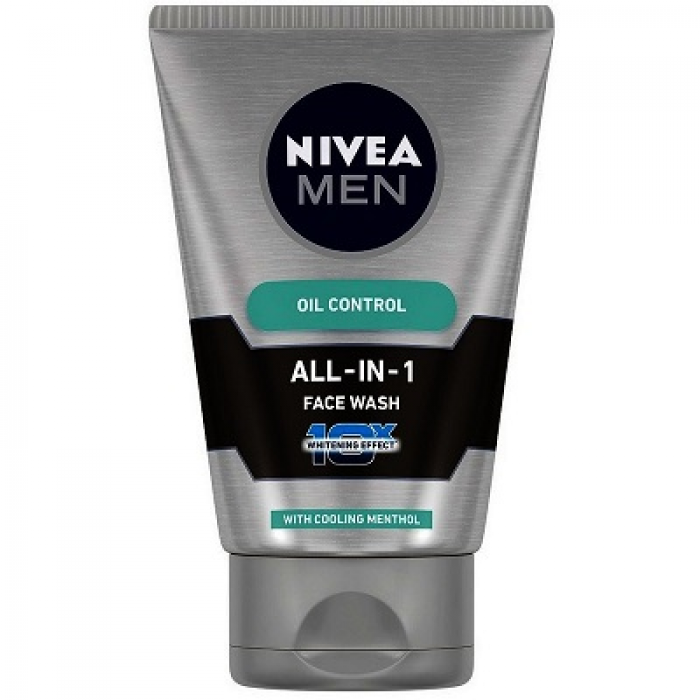 NIVEA
MEN
OIL CONTROL
ALL-IN-1
FACE WASH
10X
WHITENING EFFECT*
WITH COOLING MENTHOL